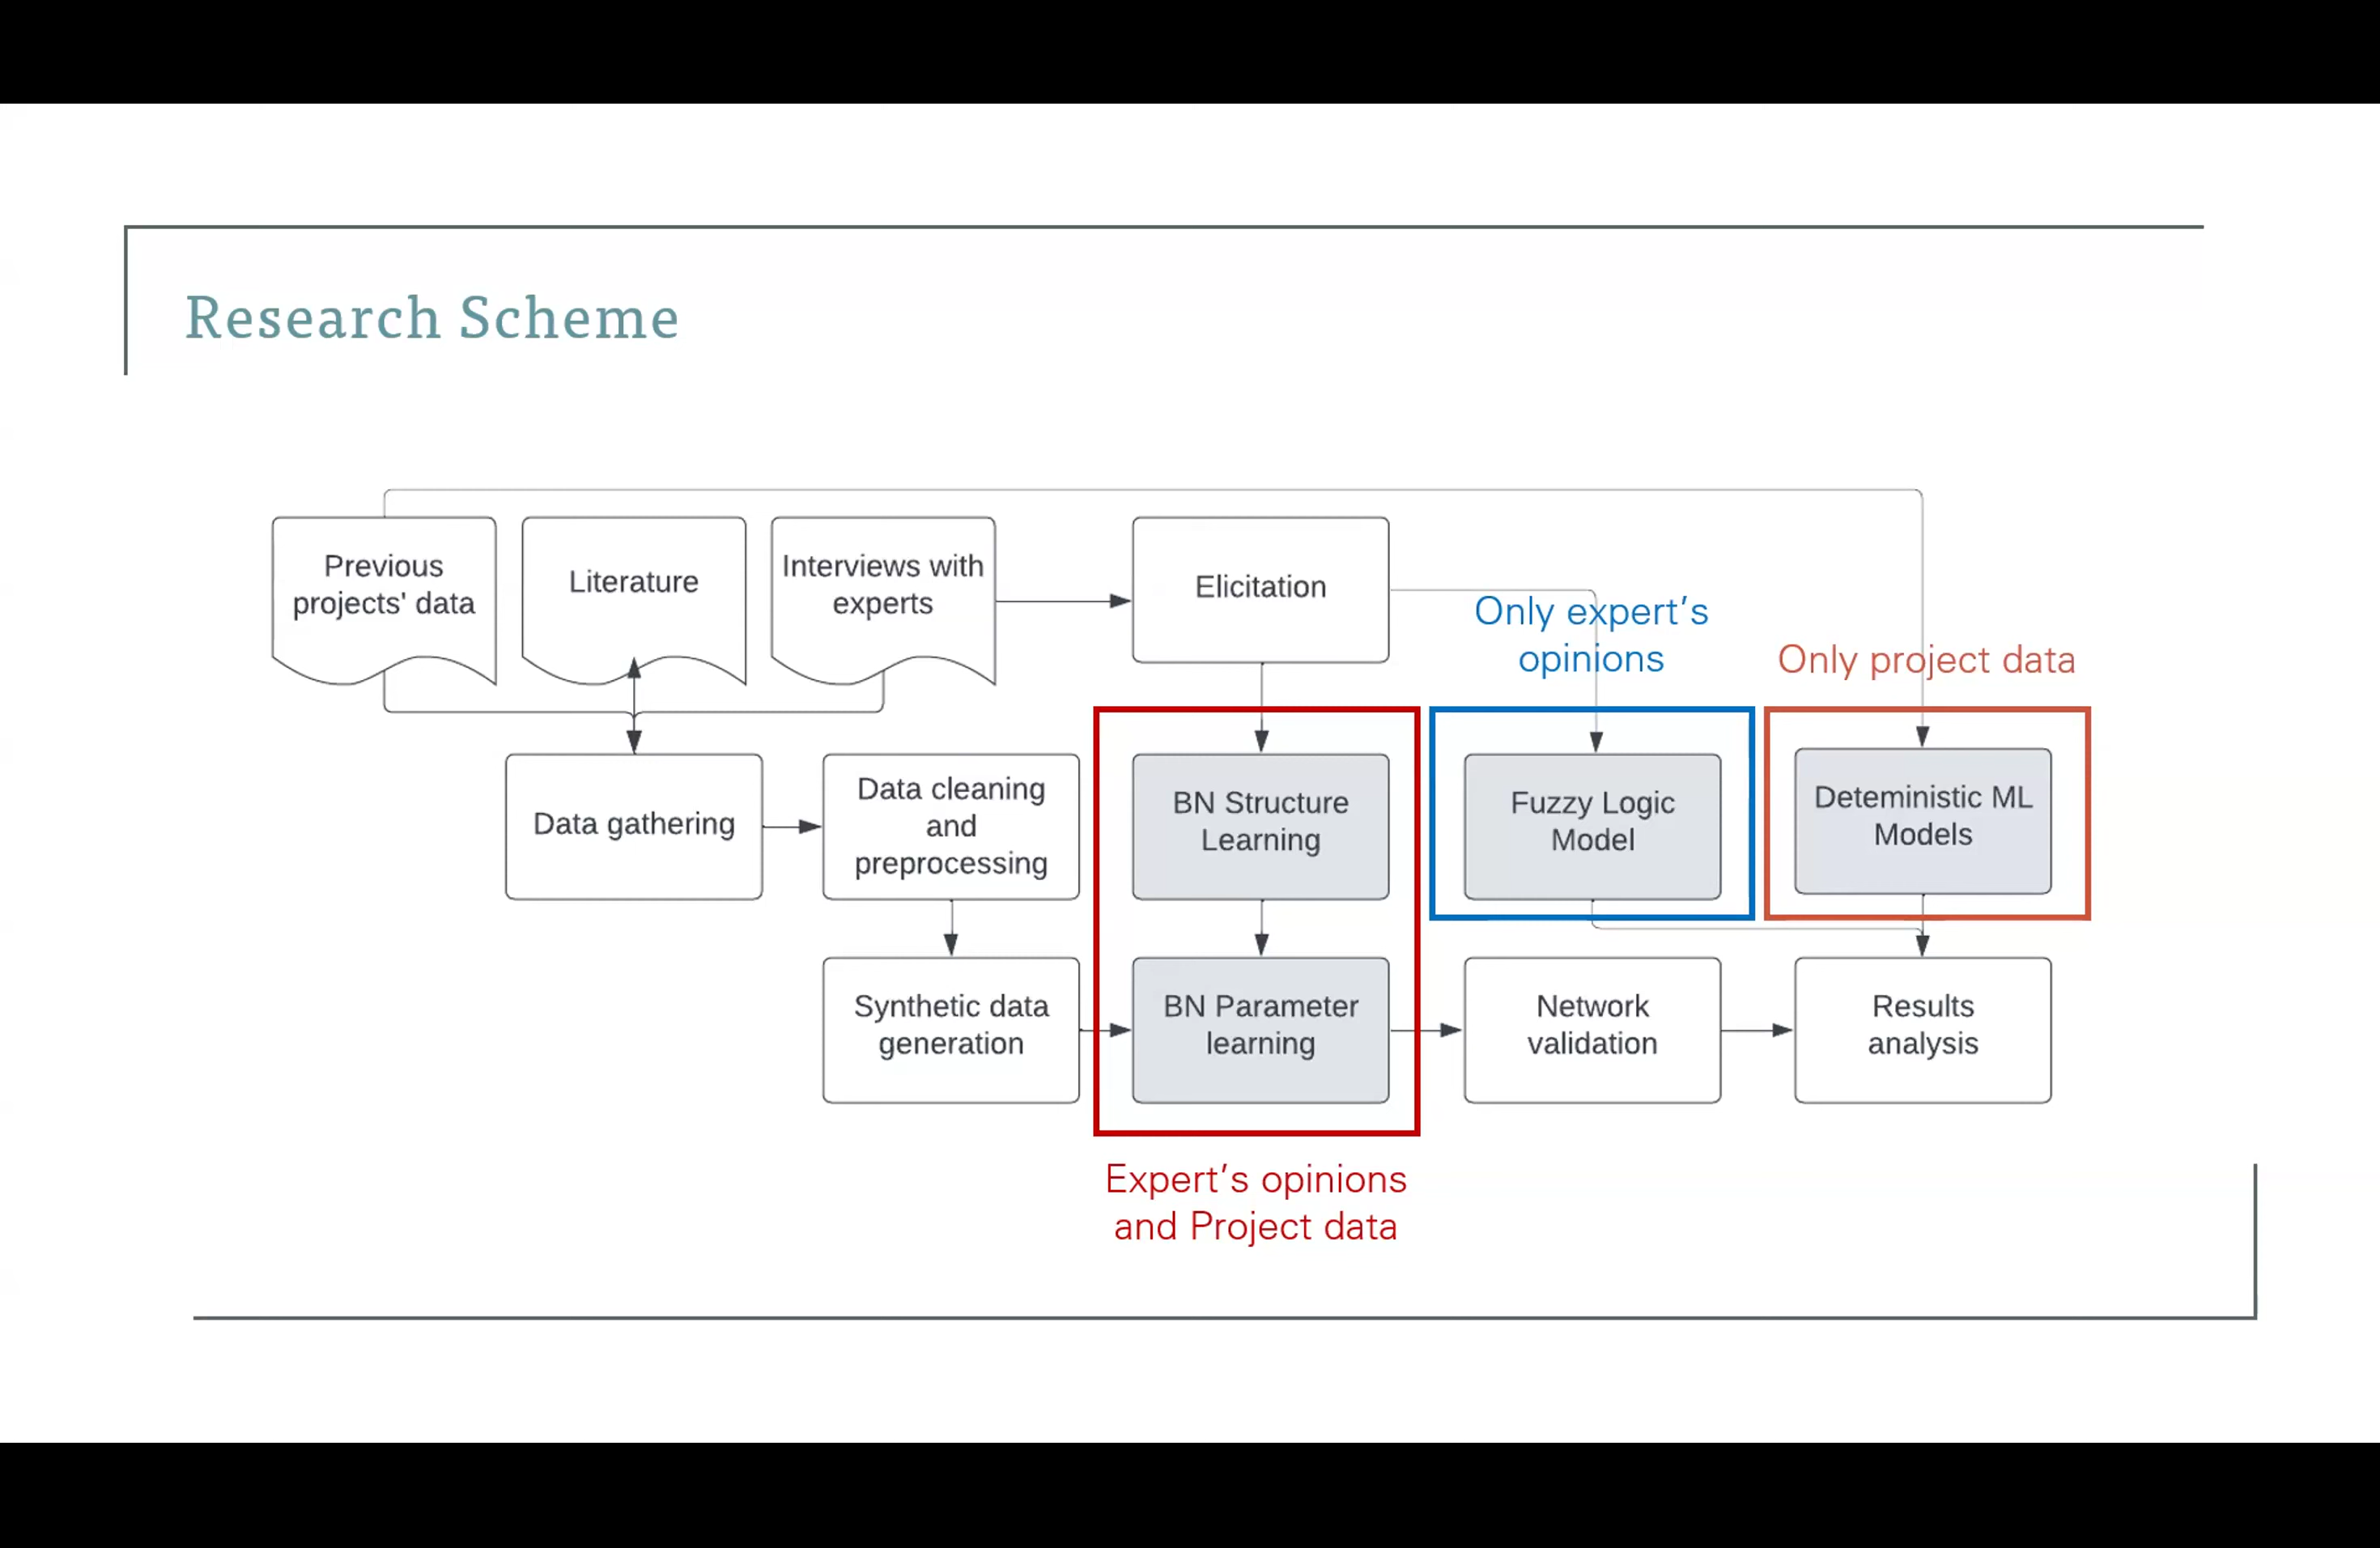 Research Scheme
Previous
projects' data
Literature
Interviews with
experts
Elicitation
Only expert’s
opinions
Only project data
Data gathering
Data cleaning
and
preprocessing
BN Structure
Learning
Fuzzy Logic
Model
Deteministic ML
Models
Synthetic data
generation
BN Parameter
learning
Network
validation
Results
analysis
Expert’s opinions
and Project data